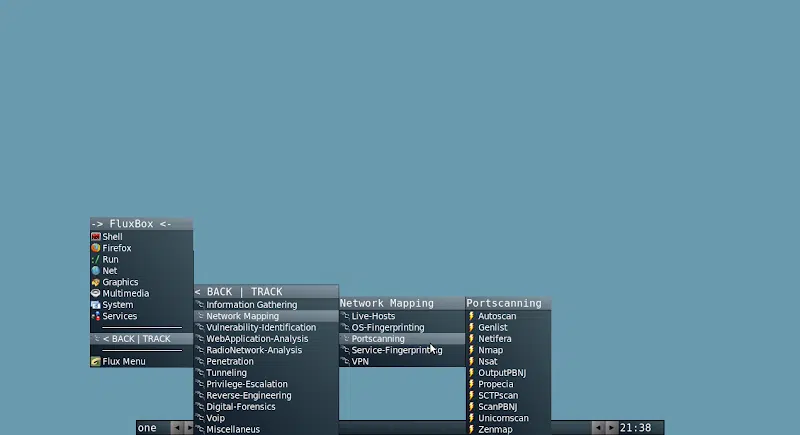 -> FluxBox <-
Shell
Firefox
Run
Net
Graphics
Multimedia
System
Services
< BACK | TRACK
Flux Menu
< BACK | TRACK
Information Gathering
Network Mapping
Vulnerability-Identification
WebApplication-Analysis
RadioNetwork-Analysis
Penetration
Tunneling
Privilege-Escalation
Reverse-Engineering
Digital-Forensics
Voip
Miscellaneus
Network Mapping
Live-Hosts
OS-Fingerprinting
Portscanning
Service-Fingerprinting
VPN
Portscanning
Autoscan
Genlist
Netifera
Nmap
Nsat
OutputPBNJ
Propecia
SCTPscan
ScanPBNJ
Unicornscan
Zenmap
one
21:38